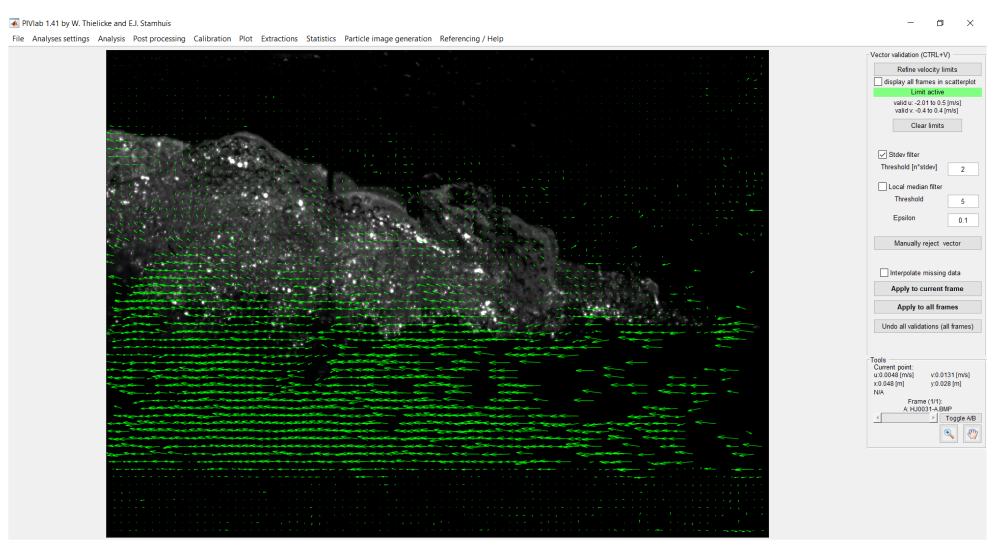 PIVlab 1.41 by W. Thielicke and E.J. Stamhuis
File Analyses settings Analysis Post processing Calibration Plot Extractions Statistics Particle image generation Referencing / Help
Vector validation (CTRL+V)
Refine velocity limits
display all frames in scatterplot
Limit active
valid u: -2.01 to 0.5 [m/s]
valid v: -0.4 to 0.4 [m/s]
Clear limits
Stdev filter
Threshold [n*stdev] 2
Local median filter
Threshold 5
Epsilon 0.1
Manually reject vector
Interpolate missing data
Apply to current frame
Apply to all frames
Undo all validations (all frames)
Tools
Current point:
u:0.0048 [m/s] v:0.0131 [m/s]
x:0.048 [m] y:0.028 [m]
N/A
Frame (1/1):
A: HJ0031-A.BMP
Toggle A/B